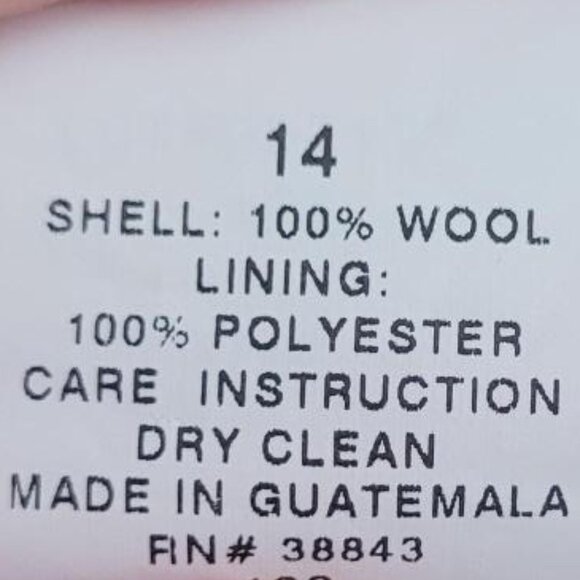 14
SHELL: 100% WOOL
LINING:
100% POLYESTER
CARE INSTRUCTION
DRY CLEAN
MADE IN GUATEMALA
RN# 38843